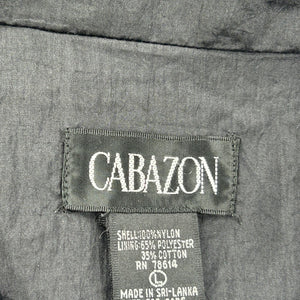 CABAZON
SHELL:100%NYLON
LINING:65% POLYESTER
35% COTTON
RN 78614
L
MADE IN SRI-LANKA